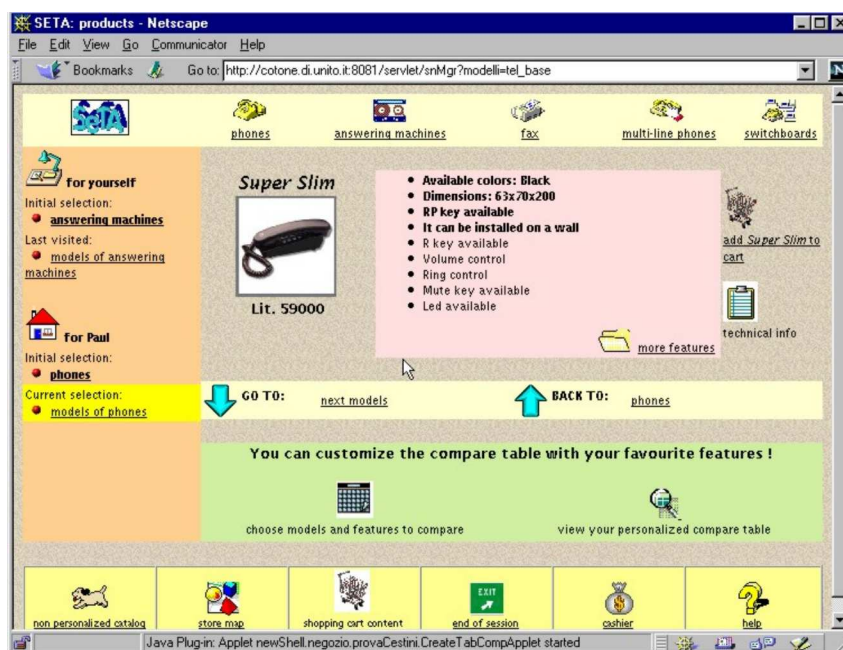 SETA: products - Netscape
File Edit View Go Communicator Help
Bookmarks Go to: http://cotone.di.unito.it:8081/servlet/snMgr?modelli=tel_base
SeTA
phones answering machines fax multi-line phones switchboards
for yourself
Initial selection:
answering machines
Last visited:
models of answering
machines
for Paul
Initial selection:
phones
Current selection:
models of phones
Super Slim
Lit. 59000
Available colors: Black
Dimensions: 63x70x200
RP key available
It can be installed on a wall
R key available
Volume control
Ring control
Mute key available
Led available
more features
add Super Slim to
cart
technical info
GO TO: next models BACK TO: phones
You can customize the compare table with your favourite features !
choose models and features to compare view your personalized compare table
EXIT
non personalized catalog store map shopping cart content end of session cashier help
Java Plug-in: Applet newShell.negozio.provaCestini.CreateTabCompApplet started